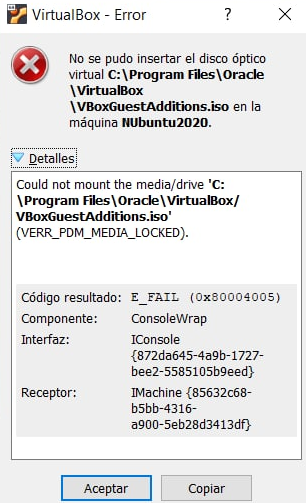 VirtualBox - Error
?
No se pudo insertar el disco óptico
virtual C:\Program Files\Oracle
\VirtualBox
\VBoxGuestAdditions.iso en la
máquina NUbuntu2020.
Detalles
Could not mount the media/drive 'C:
\Program Files\Oracle\VirtualBox/
VBoxGuestAdditions.iso'
(VERR_PDM_MEDIA_LOCKED).
Código resultado: E_FAIL (0x80004005)
Componente: ConsoleWrap
Interfaz: IConsole
{872da645-4a9b-1727-
bee2-5585105b9eed}
Receptor: IMachine {85632c68-
b5bb-4316-
a900-5eb28d3413df}
Aceptar Copiar